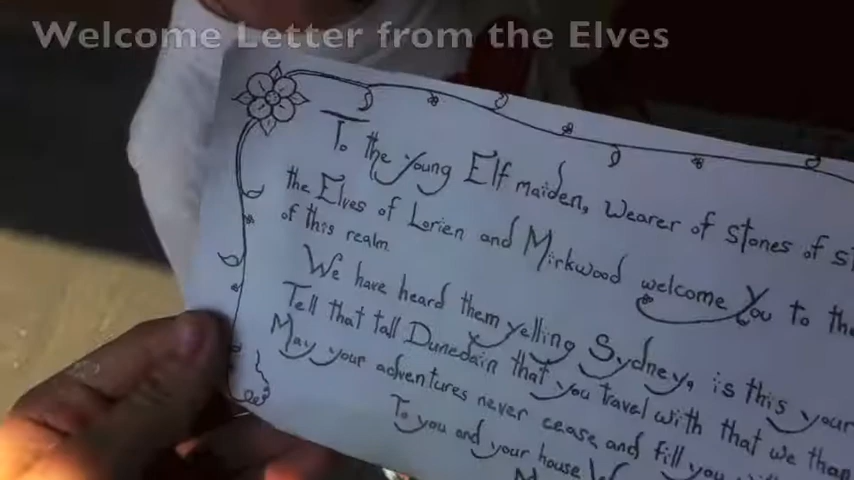 Welcome Letter from the Elves
To the young Elf maiden, Wearer of Stones of
the Elves of Lorien and Mirkwood welcome You to the
of this realm.
We have heard them yelling Sydney, is this your
Tell that tall Dunedain that you travel with, that we than
May your adventures never cease, and fill you
To you and your house